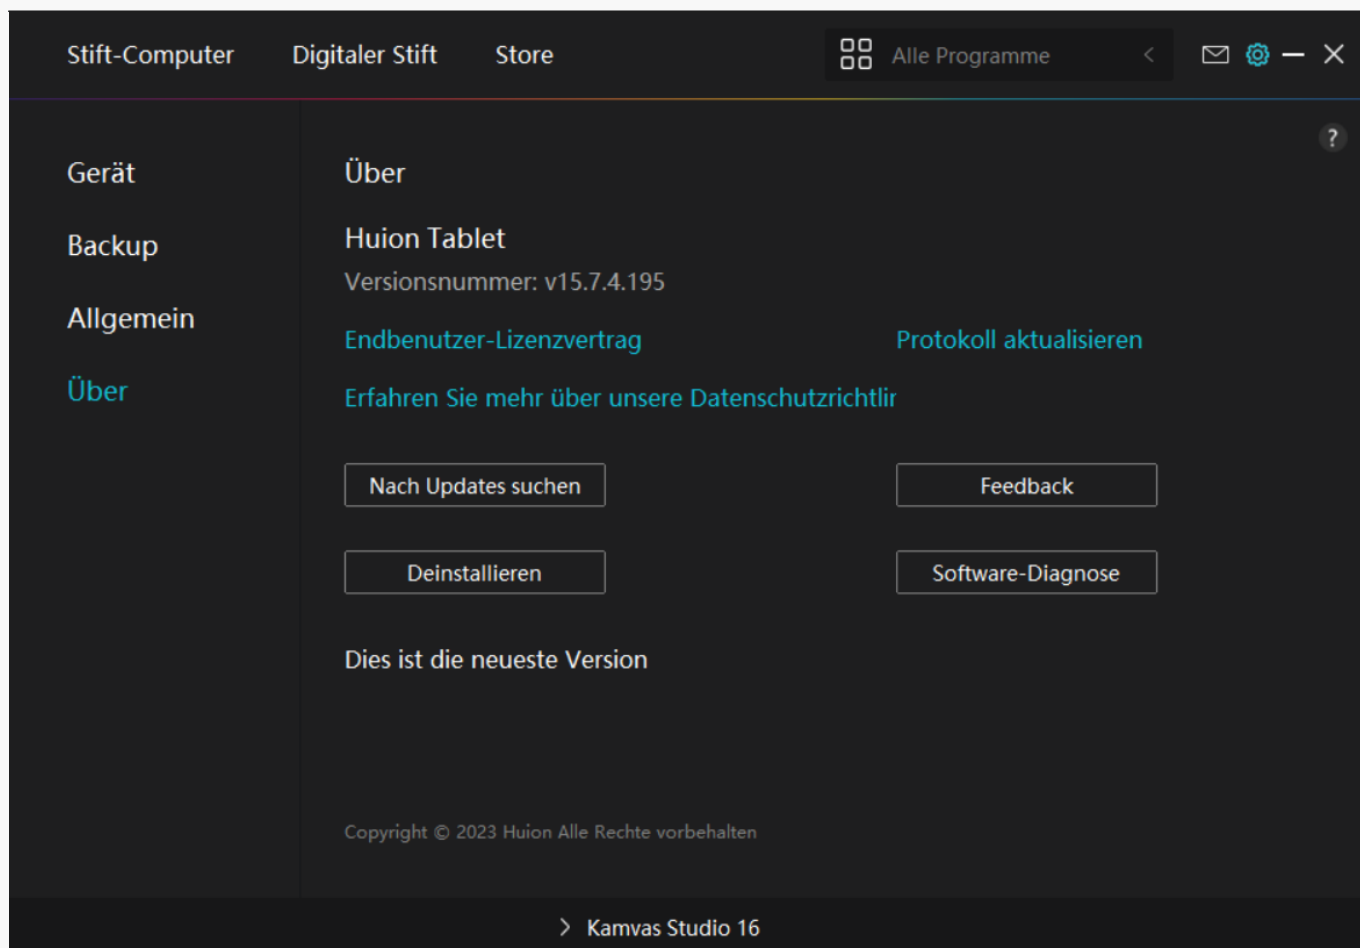 Stift-Computer Digitaler Stift Store Alle Programme
?
Gerät
Backup
Allgemein
Über
Über
Huion Tablet
Versionsnummer: v15.7.4.195
Endbenutzer-Lizenzvertrag Protokoll aktualisieren
Erfahren Sie mehr über unsere Datenschutzrichtlir
Nach Updates suchen Feedback
Deinstallieren Software-Diagnose
Dies ist die neueste Version
Copyright © 2023 Huion Alle Rechte vorbehalten
Kamvas Studio 16